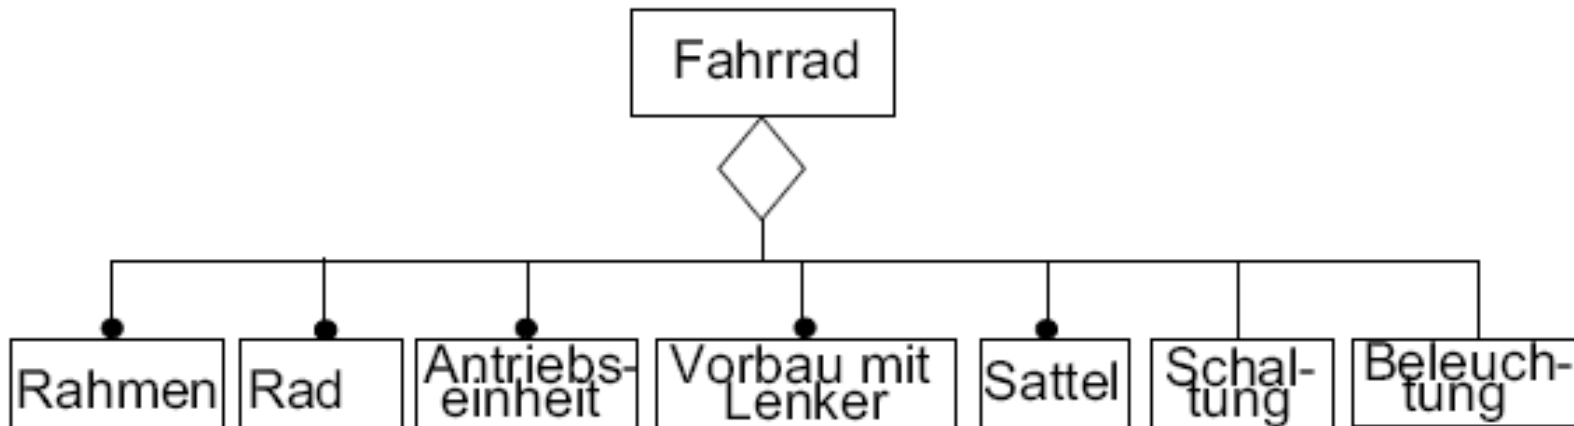 Fahrrad
Rahmen
Rad
Antriebs-
einheit
Vorbau mit
Lenker
Sattel
Schal-
tung
Beleuch-
tung